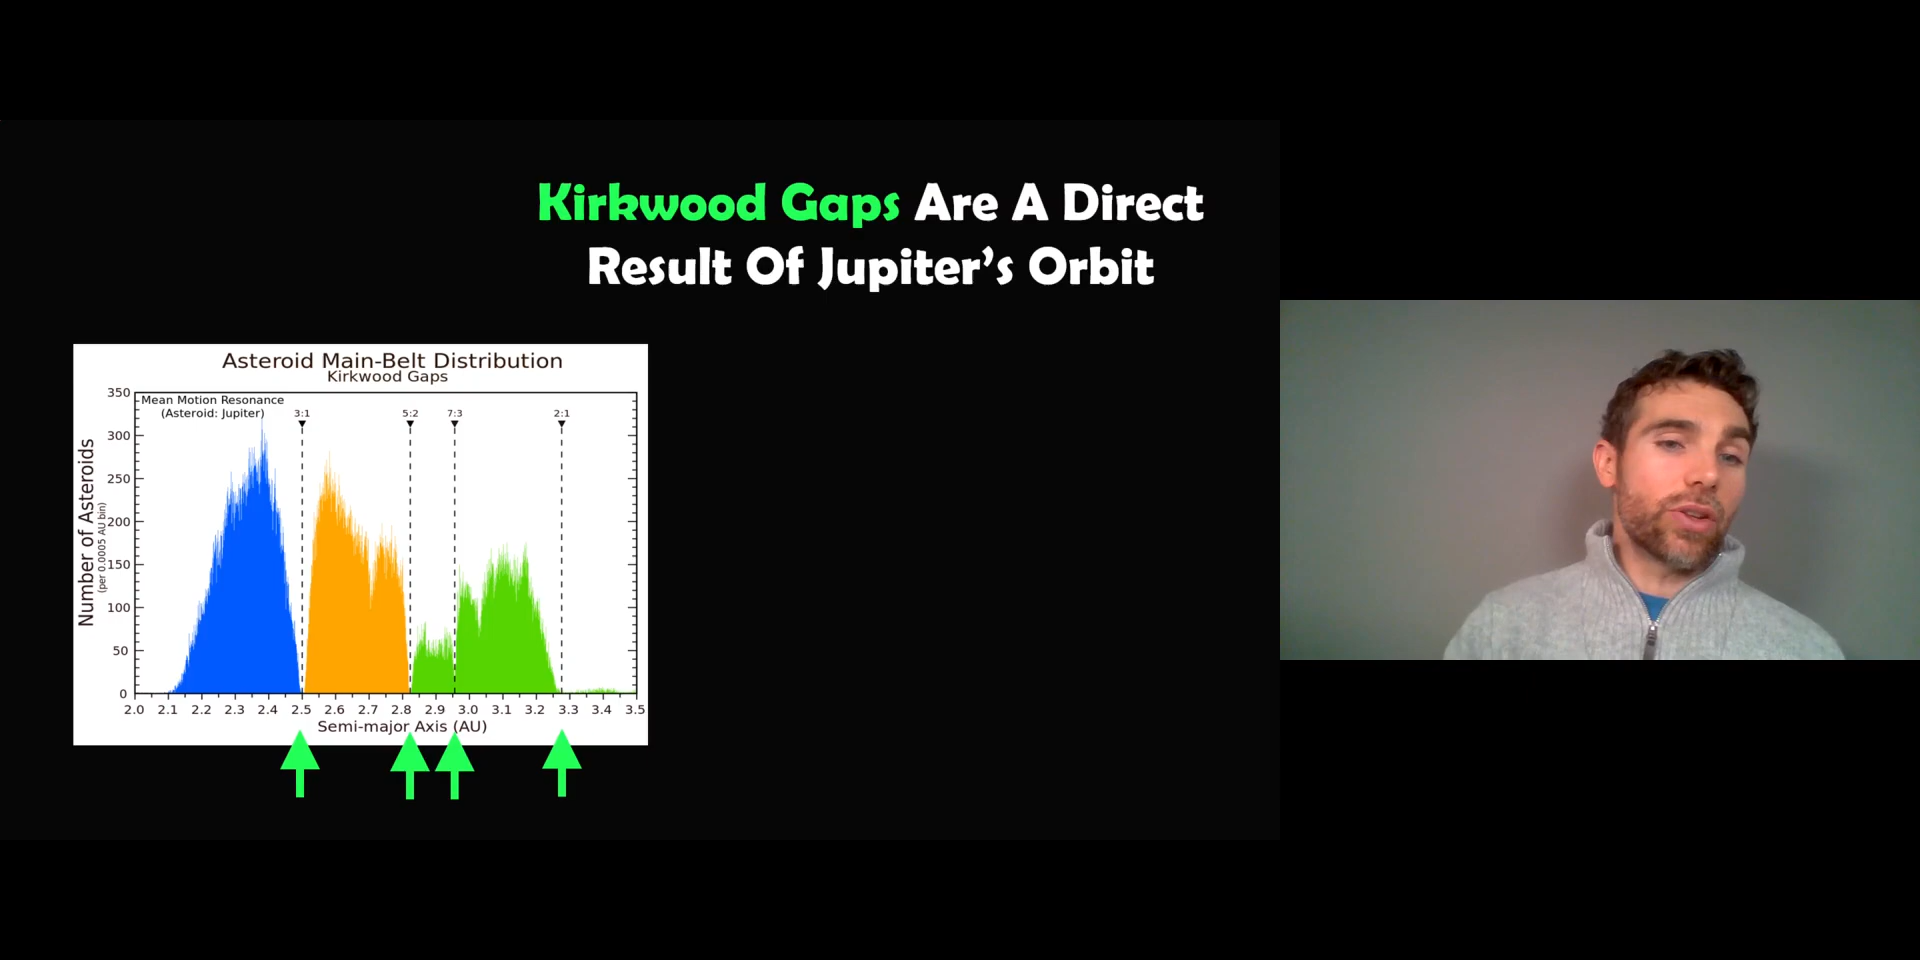 Kirkwood Gaps Are A Direct
Result Of Jupiter's Orbit
Asteroid Main-Belt Distribution
Kirkwood Gaps
Mean Motion Resonance
(Asteroid: Jupiter)
3:1
5:2
7:3
2:1
350
300
250
200
150
100
50
0
Number of Asteroids
(per 0.0005 AU bin)
2.0 2.1 2.2 2.3 2.4 2.5 2.6 2.7 2.8 2.9 3.0 3.1 3.2 3.3 3.4 3.5
Semi-major Axis (AU)